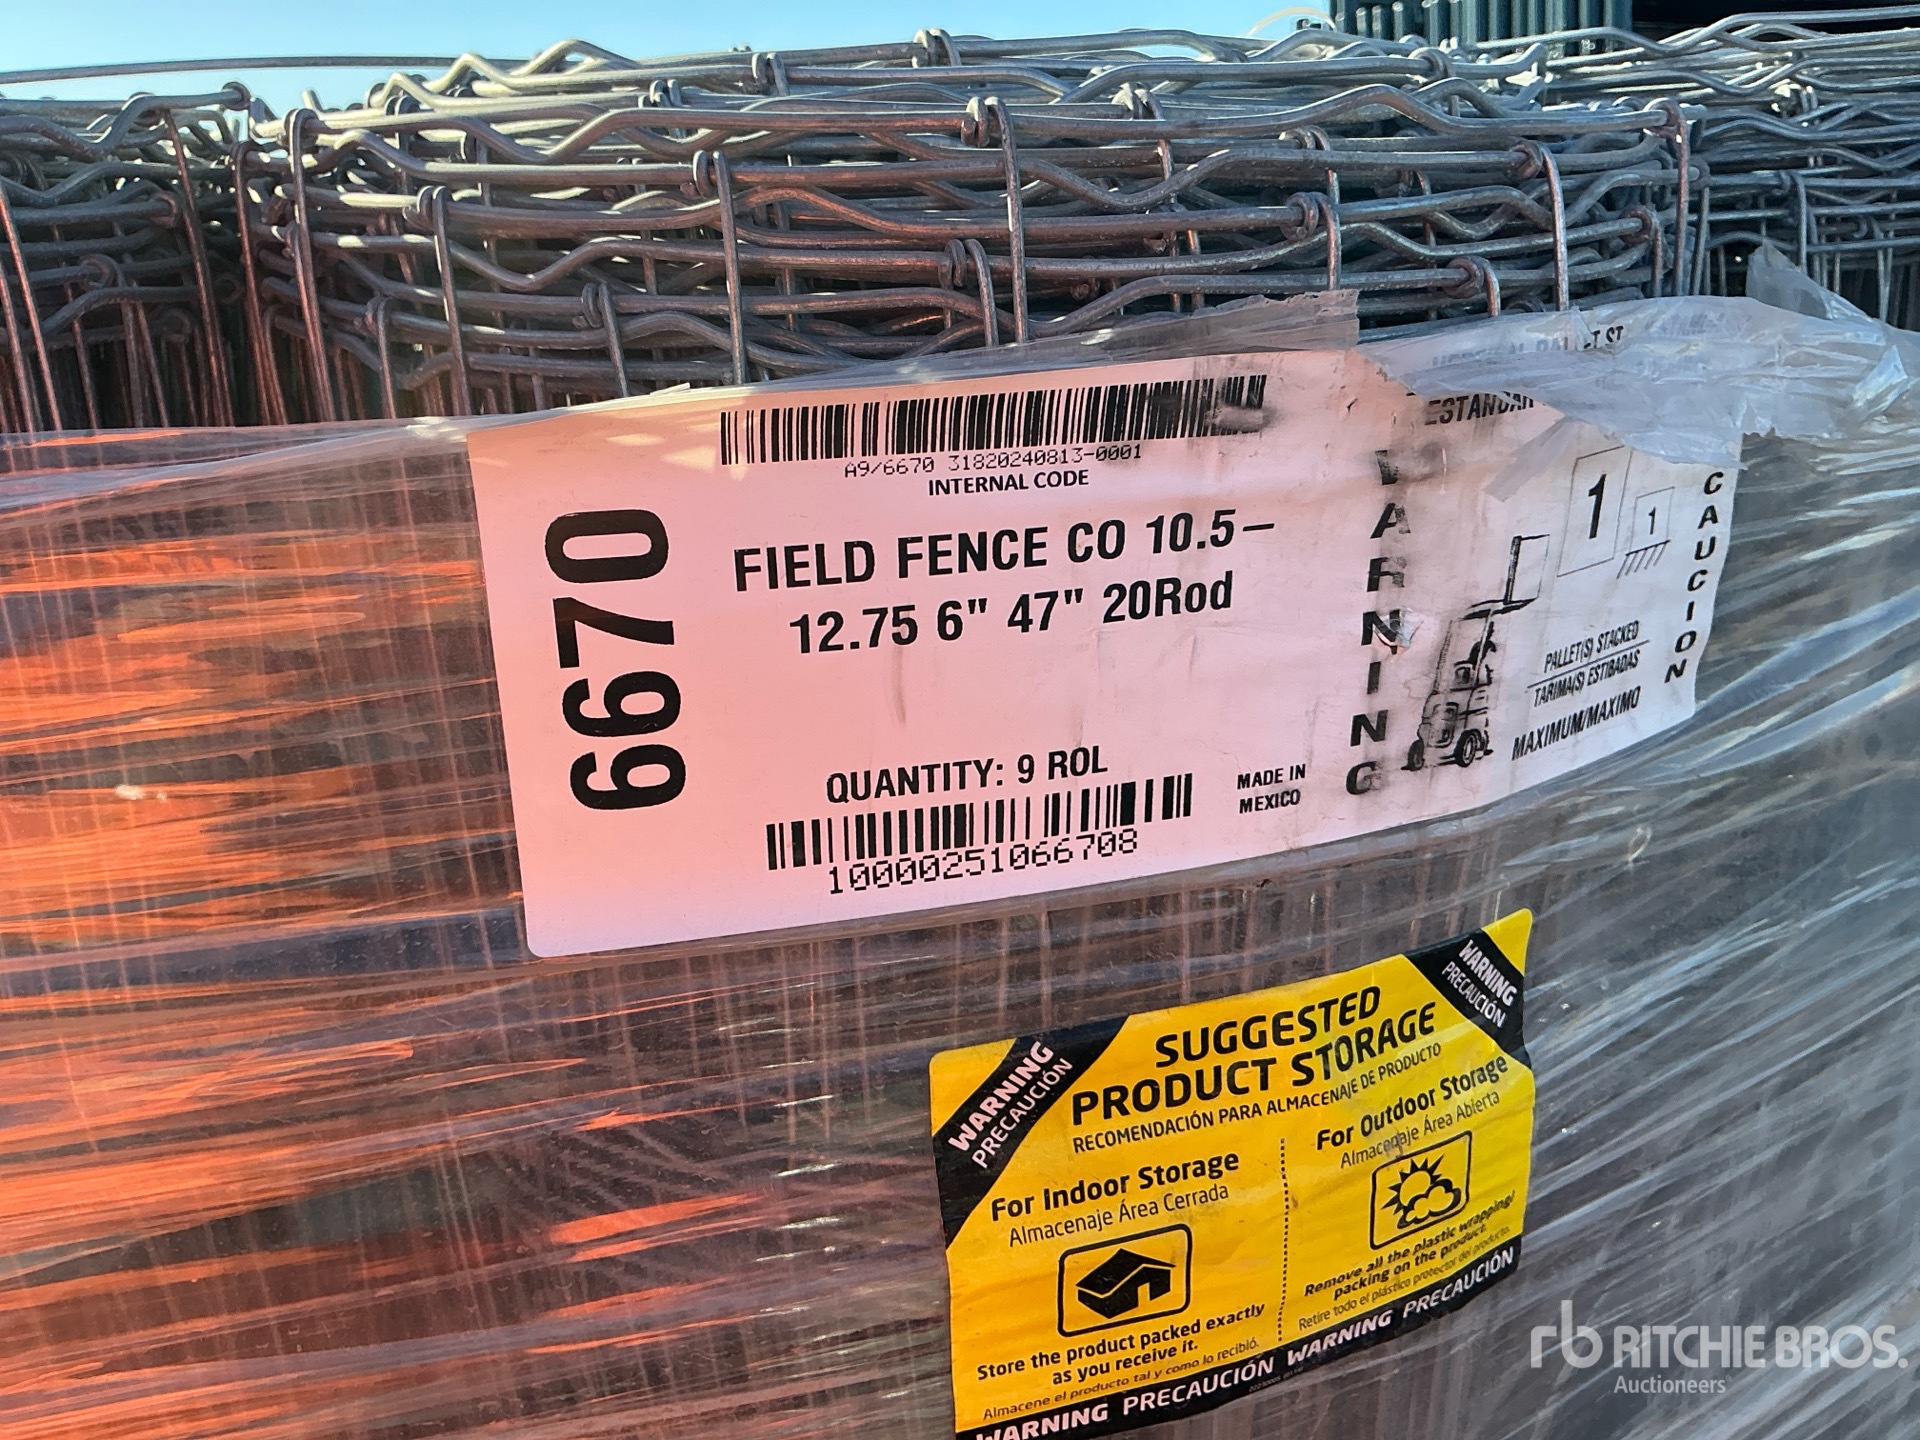 A9/6670 31820240813-0001
INTERNAL CODE
6670
FIELD FENCE CO 10.5-
12.75 6" 47" 20Rod
QUANTITY: 9 ROL
10000251066708
MADE IN
MEXICO
WARNING
ESTANDAR
1
1
PALLET(S) STACKED
TARIMA(S) ESTIBADAS
MAXIMUM/MAXIMO
CAUCION
WARNING
PRECAUCIÓN
WARNING
PRECAUCIÓN
SUGGESTED
PRODUCT STORAGE
RECOMENDACIÓN PARA ALMACENAJE DE PRODUCTO
For Indoor Storage
Almacenaje Área Cerrada
Store the product packed exactly
as you receive it.
Almacene el producto tal y como lo recibió.
For Outdoor Storage
Almacenaje Área Abierta
Remove all the plastic wrapping/
packing on the product.
Retire todo el plástico protector del producto.
WARNING PRECAUCIÓN WARNING PRECAUCIÓN
rb RITCHIE BROS.
Auctioneers